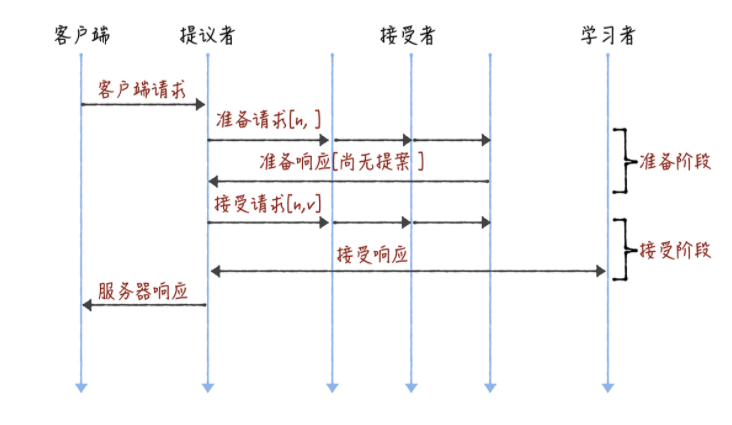 客户端 提议者 接受者 学习者
客户端请求
准备请求[n, ]
准备响应[尚无提案 ]
准备阶段
接受请求[n,v]
接受响应
接受阶段
服务器响应